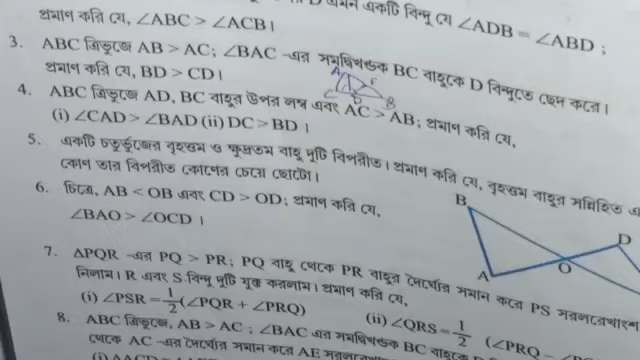 এমন একটি বিন্দু যে ∠ADB = ∠ABD ;
প্রমাণ করি যে, ∠ABC > ∠ACB।
3. ABC ত্রিভুজে AB > AC; ∠BAC -এর সমদ্বিখণ্ডক BC বাহুকে D বিন্দুতে ছেদ করে।
প্রমাণ করি যে, BD > CD।
4. ABC ত্রিভুজে AD, BC বাহুর উপর লম্ব এবং AC > AB; প্রমাণ করি যে,
(i) ∠CAD > ∠BAD (ii) DC > BD ।
5. একটি চতুর্ভুজের বৃহত্তম ও ক্ষুদ্রতম বাহু দুটি বিপরীত। প্রমাণ করি যে, বৃহত্তম বাহুর সন্নিহিত
কোণ তার বিপরীত কোণের চেয়ে ছোটো।
6. চিত্রে, AB < OB এবং CD > OD; প্রমাণ করি যে,
∠BAO > ∠OCD ।
B
D
A
O
7. ΔPQR -এর PQ > PR; PQ বাহু থেকে PR বাহুর দৈর্ঘ্যের সমান করে PS সরলরেখাংশ
নিলাম। R এবং S বিন্দু দুটি যুক্ত করলাম। প্রমাণ করি যে,
(i) ∠PSR = 1/2 (∠PQR + ∠PRQ) (ii) ∠QRS = 1/2 (∠PRQ
8. ABC ত্রিভুজে, AB > AC ; ∠BAC এর সমদ্বিখণ্ডক BC বাহুকে
থেকে AC -এর দৈর্ঘ্যের সমান করে AE